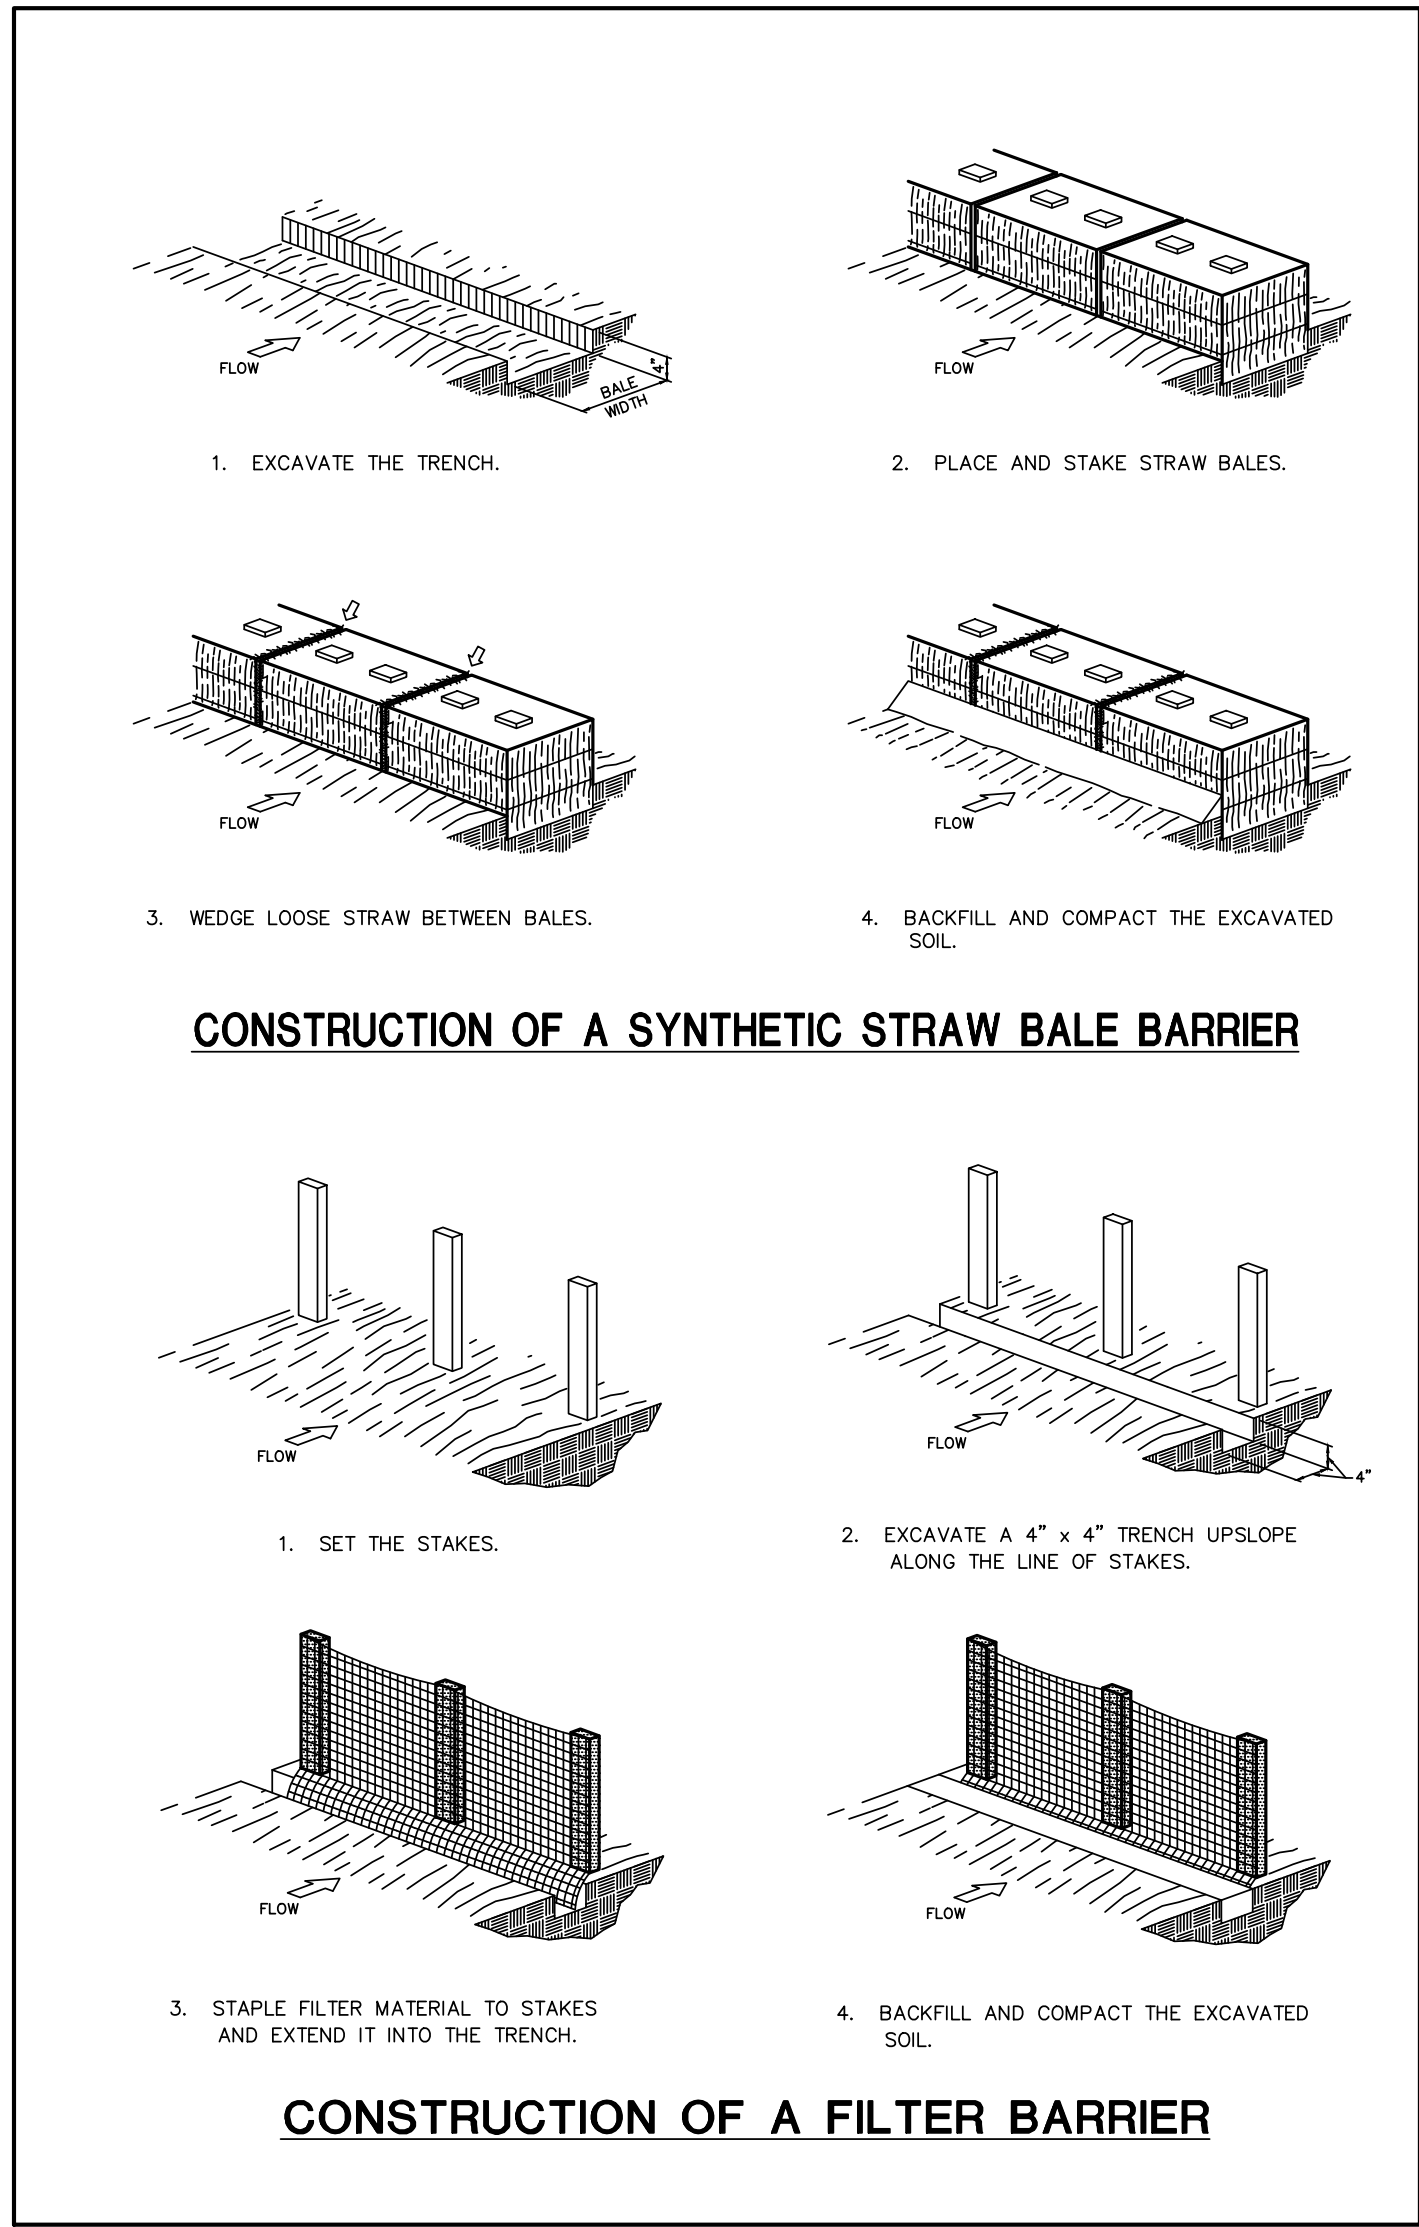 FLOW
4"
BALE
WIDTH
1. EXCAVATE THE TRENCH.
FLOW
2. PLACE AND STAKE STRAW BALES.
FLOW
3. WEDGE LOOSE STRAW BETWEEN BALES.
FLOW
4. BACKFILL AND COMPACT THE EXCAVATED
SOIL.
CONSTRUCTION OF A SYNTHETIC STRAW BALE BARRIER
FLOW
1. SET THE STAKES.
FLOW
4"
2. EXCAVATE A 4" x 4" TRENCH UPSLOPE
ALONG THE LINE OF STAKES.
FLOW
3. STAPLE FILTER MATERIAL TO STAKES
AND EXTEND IT INTO THE TRENCH.
FLOW
4. BACKFILL AND COMPACT THE EXCAVATED
SOIL.
CONSTRUCTION OF A FILTER BARRIER